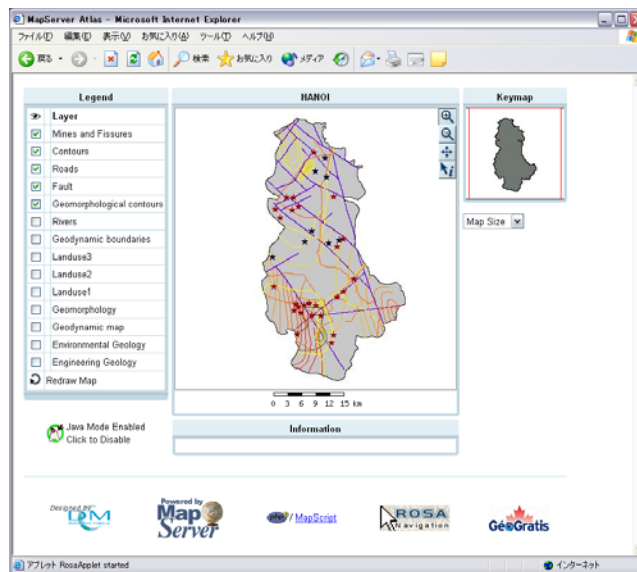 MapServer Atlas - Microsoft Internet Explorer
ファイル(F) 編集(E) 表示(V) お気に入り(A) ツール(T) ヘルプ(H)
戻る 検索 お気に入り メディア
Legend
Layer
Mines and Fissures
Contours
Roads
Fault
Geomorphological contours
Rivers
Geodynamic boundaries
Landuse3
Landuse2
Landuse1
Geomorphology
Geodynamic map
Environmental Geology
Engineering Geology
Redraw Map
Java Mode Enabled
Click to Disable
HANOI
0 3 6 9 12 15 km
Information
Keymap
Map Size
Designed BY
DM
Powered by
Map
Server
php / MapScript
ROSA
Navigation
GéoGratis
アプレット RosaApplet started
インターネット